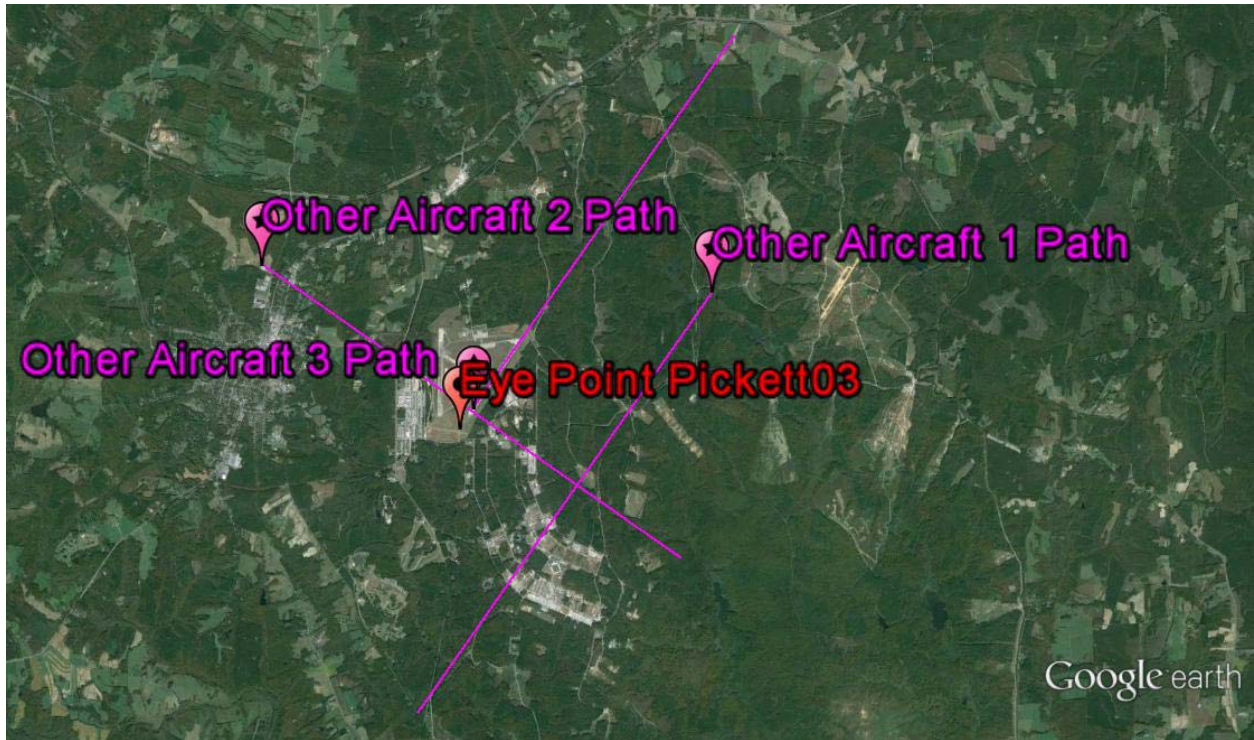 Other Aircraft 2 Path
Other Aircraft 1 Path
Other Aircraft 3 Path
Eye Point Pickett03
Google earth